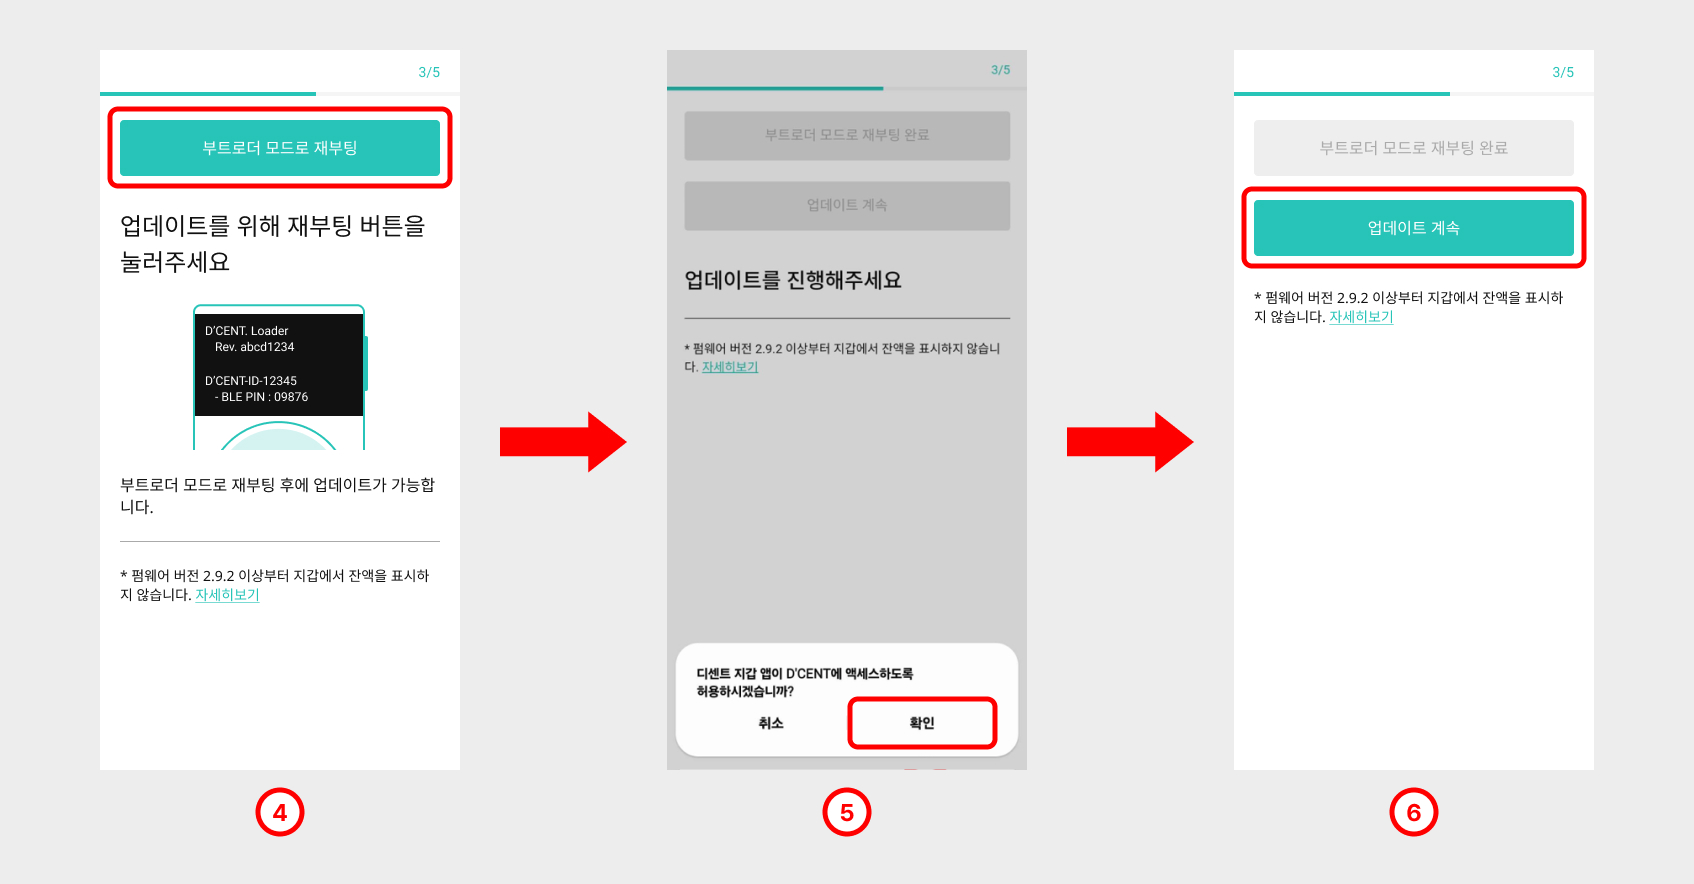 3/5
부트로더 모드로 재부팅
업데이트를 위해 재부팅 버튼을
눌러주세요
D'CENT. Loader
Rev. abcd1234
D'CENT-ID-12345
- BLE PIN : 09876
부트로더 모드로 재부팅 후에 업데이트가 가능합
니다.
* 펌웨어 버전 2.9.2 이상부터 지갑에서 잔액을 표시하
지 않습니다. 자세히보기
4
3/5
부트로더 모드로 재부팅 완료
업데이트 계속
업데이트를 진행해주세요
* 펌웨어 버전 2.9.2 이상부터 지갑에서 잔액을 표시하지 않습니
다. 자세히보기
디센트 지갑 앱이 D'CENT에 액세스하도록
허용하시겠습니까?
취소 확인
5
3/5
부트로더 모드로 재부팅 완료
업데이트 계속
* 펌웨어 버전 2.9.2 이상부터 지갑에서 잔액을 표시하
지 않습니다. 자세히보기
6